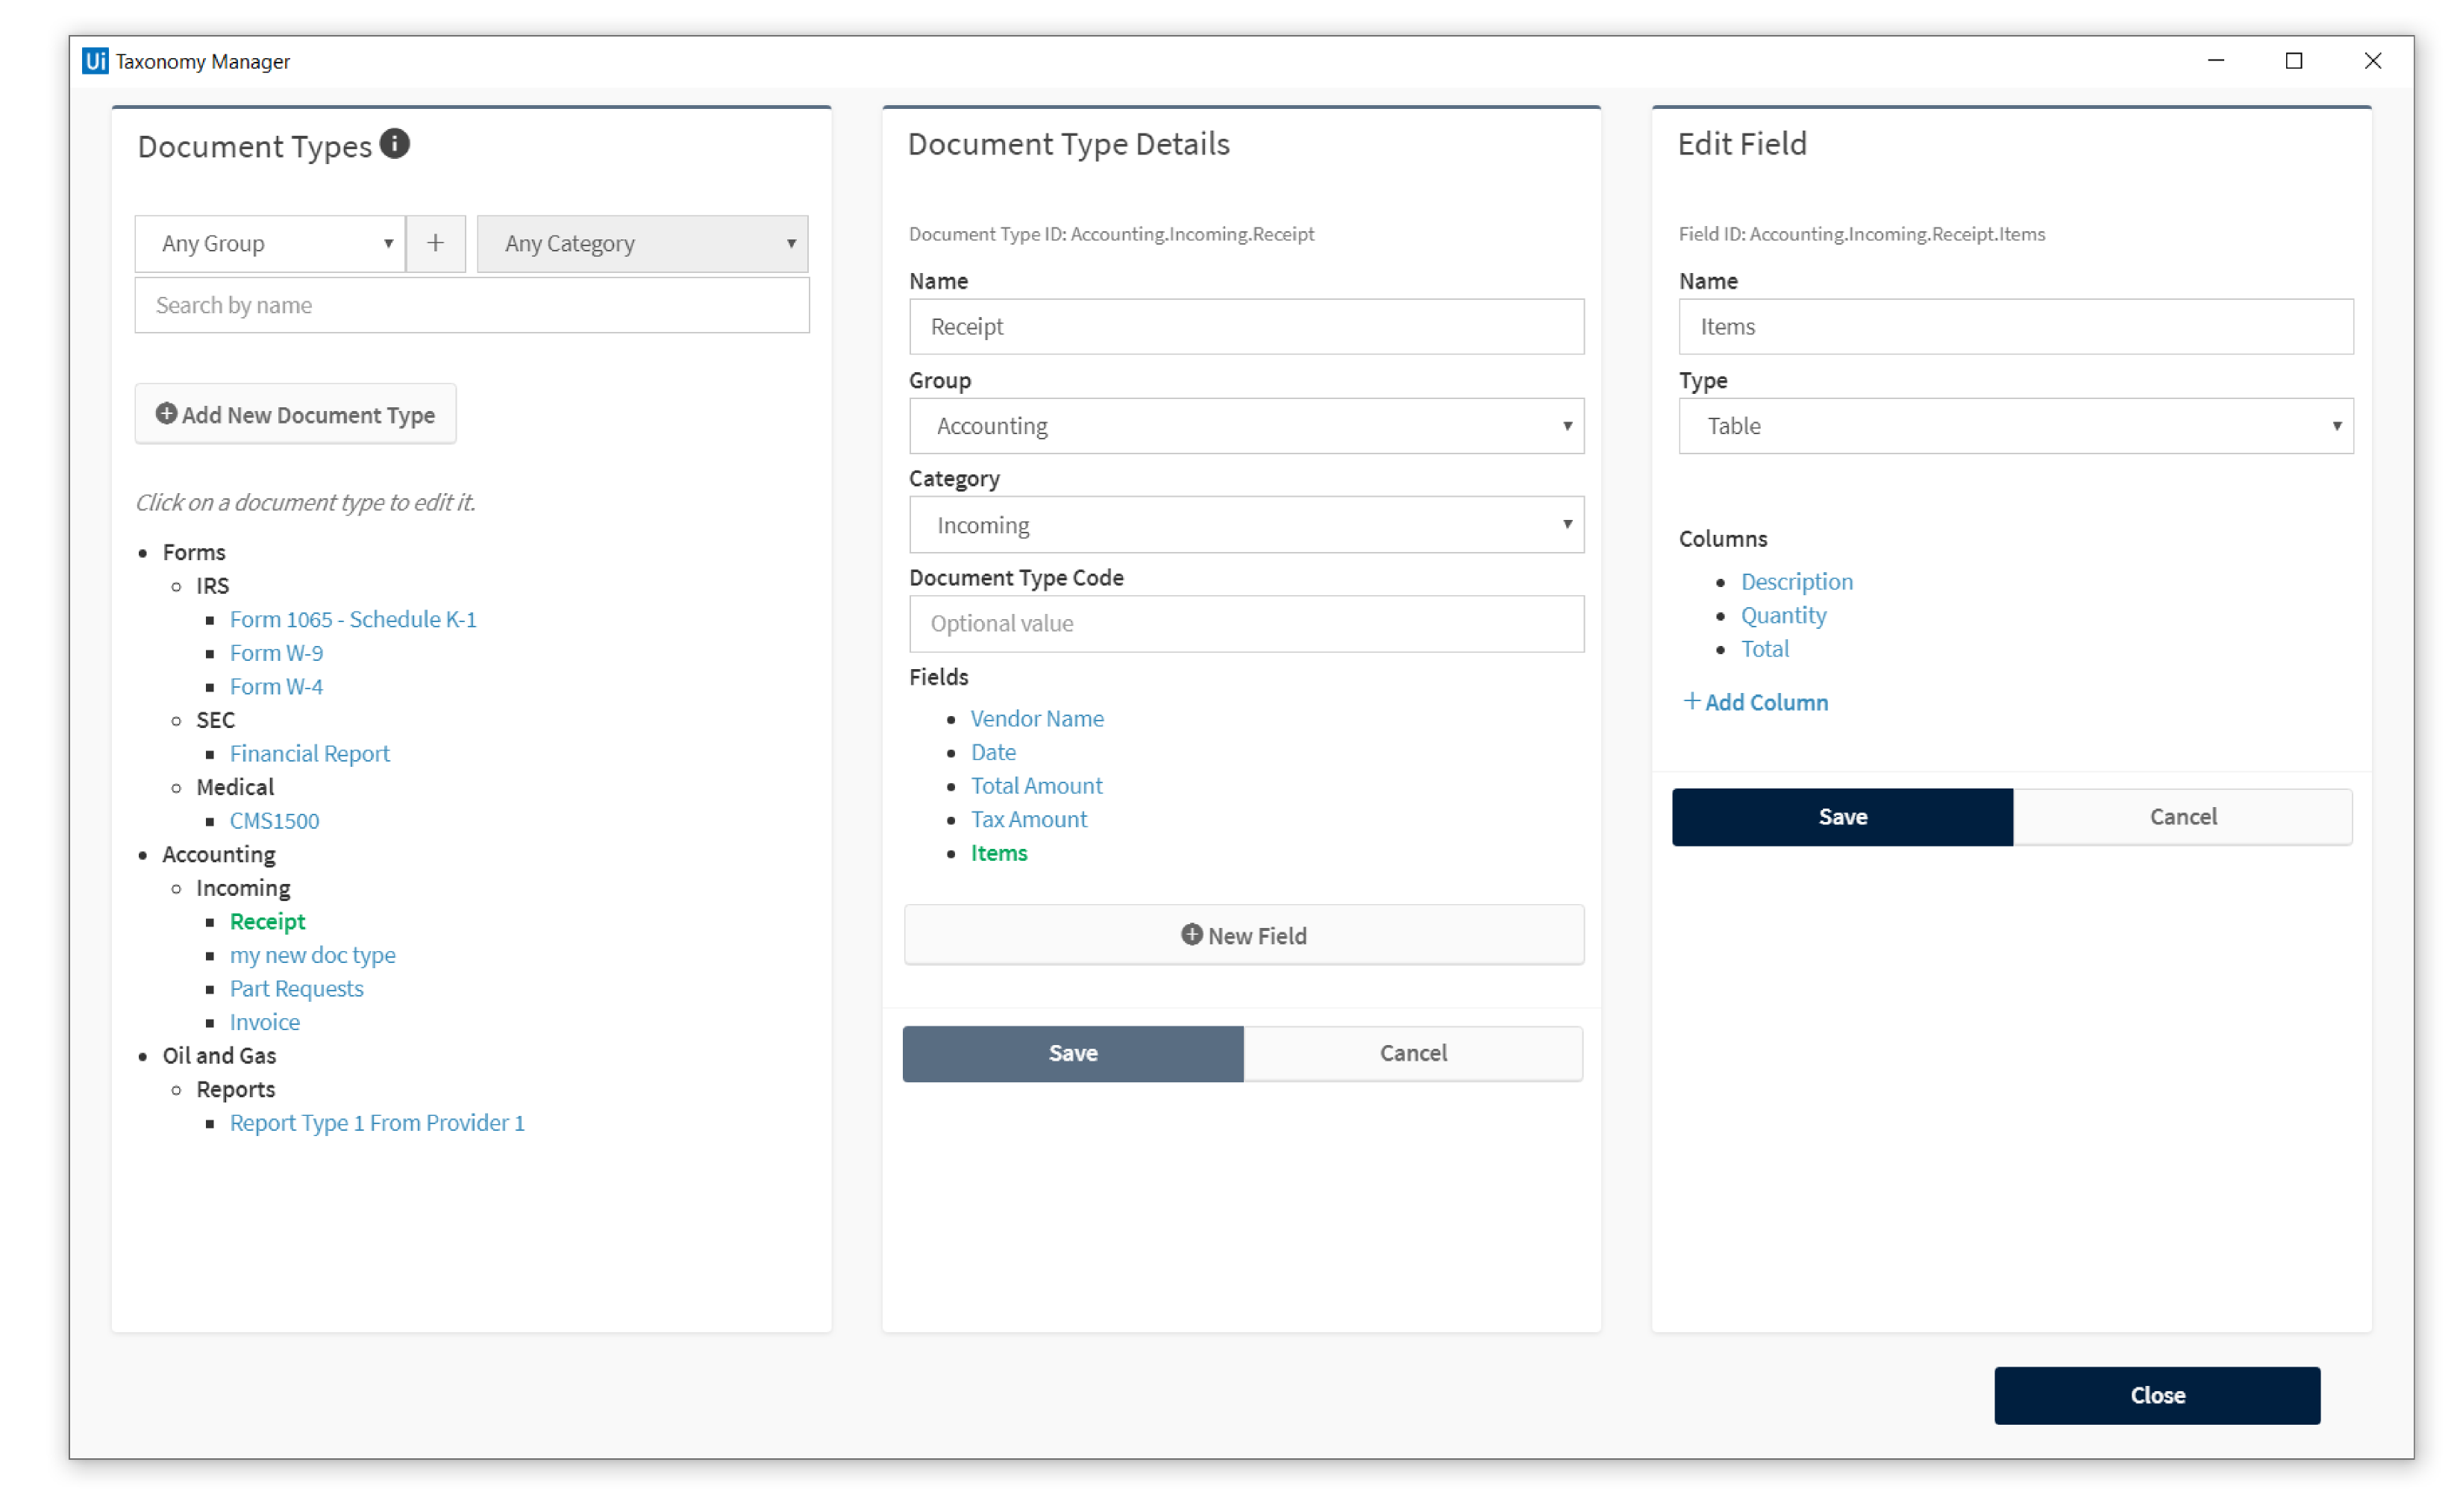 Ui Taxonomy Manager
Document Types i
Any Group
Any Category
Search by name
Add New Document Type
Click on a document type to edit it.
Forms
IRS
Form 1065 - Schedule K-1
Form W-9
Form W-4
SEC
Financial Report
Medical
CMS1500
Accounting
Incoming
Receipt
my new doc type
Part Requests
Invoice
Oil and Gas
Reports
Report Type 1 From Provider 1
Document Type Details
Document Type ID: Accounting.Incoming.Receipt
Name
Receipt
Group
Accounting
Category
Incoming
Document Type Code
Optional value
Fields
Vendor Name
Date
Total Amount
Tax Amount
Items
New Field
Save
Cancel
Edit Field
Field ID: Accounting.Incoming.Receipt.Items
Name
Items
Type
Table
Columns
Description
Quantity
Total
+ Add Column
Save
Cancel
Close